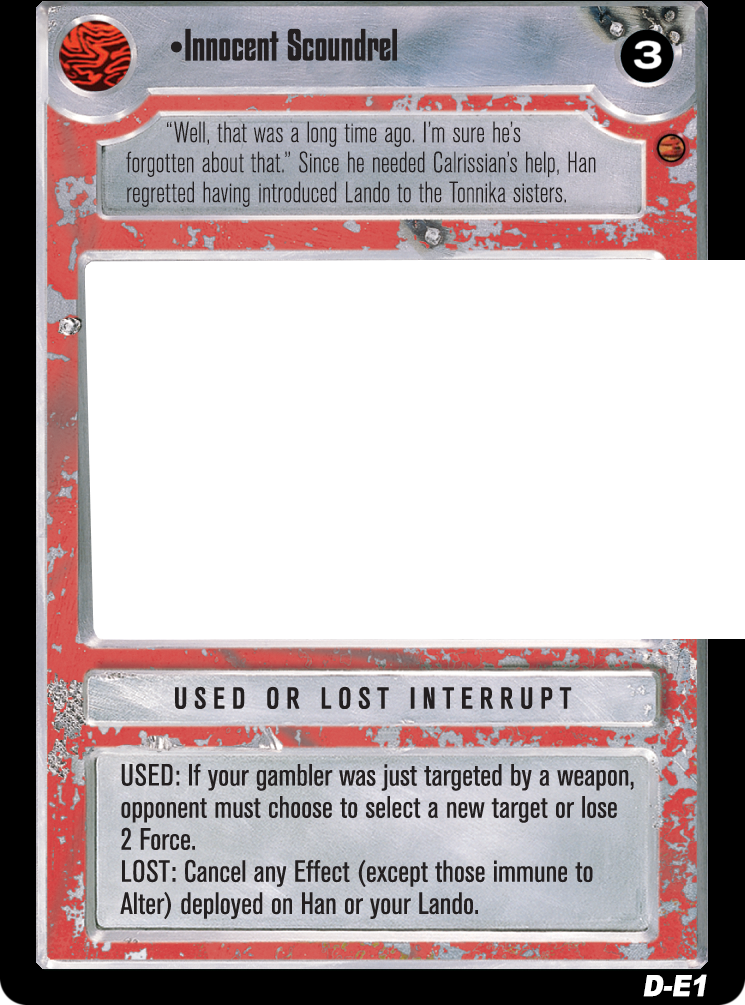 •Innocent Scoundrel
3
“Well, that was a long time ago. I’m sure he’s
forgotten about that.” Since he needed Calrissian’s help, Han
regretted having introduced Lando to the Tonnika sisters.
USED OR LOST INTERRUPT
USED: If your gambler was just targeted by a weapon,
opponent must choose to select a new target or lose
2 Force.
LOST: Cancel any Effect (except those immune to
Alter) deployed on Han or your Lando.
D-E1